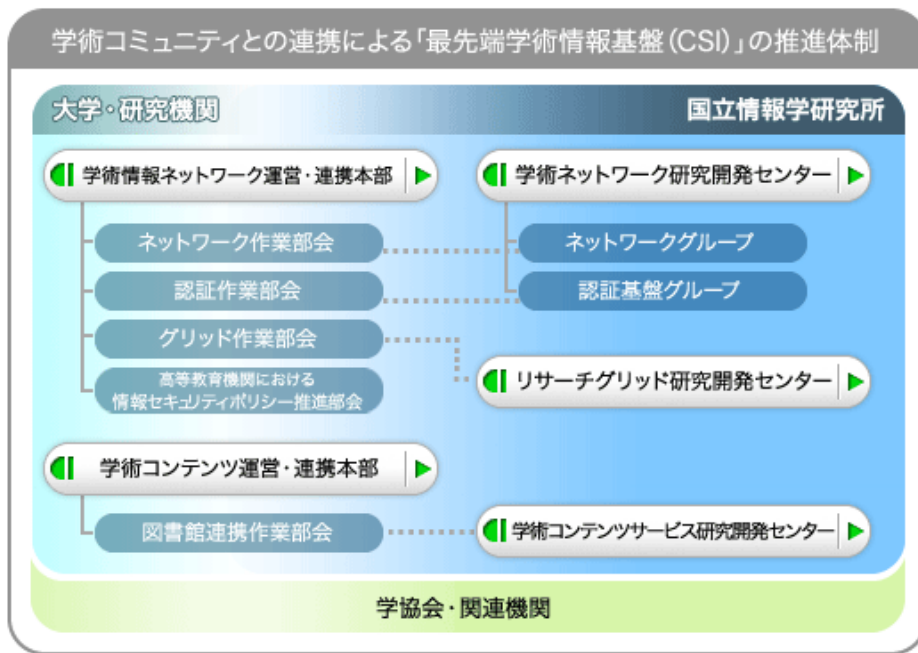 学術コミュニティとの連携による「最先端学術情報基盤(CSI)」の推進体制
大学・研究機関
国立情報学研究所
学術情報ネットワーク運営・連携本部
学術ネットワーク研究開発センター
ネットワーク作業部会
ネットワークグループ
認証作業部会
認証基盤グループ
グリッド作業部会
高等教育機関における
情報セキュリティポリシー推進部会
リサーチグリッド研究開発センター
学術コンテンツ運営・連携本部
図書館連携作業部会
学術コンテンツサービス研究開発センター
学協会・関連機関